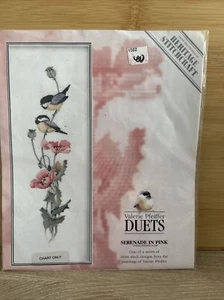 HERITAGE
STITCHCRAFT
Valerie Pfeiffer
DUETS
SERENADE IN PINK
One of a series of
cross stitch designs from the
paintings of Valerie Pfeiffer
CHART ONLY